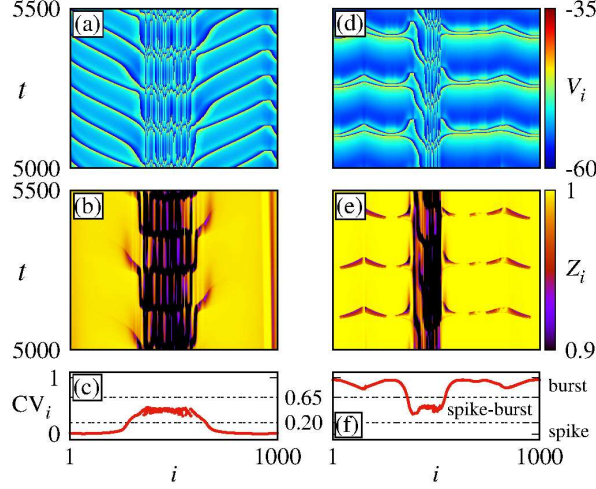 5500 (a) (d) -35
t V_i
5000 -60
5500 (b) (e) 1
t Z_i
5000 0.9
1 (c) burst
CV_i 0.65 spike-burst
0.20
0 (f) spike
1 i 1000 1 i 1000